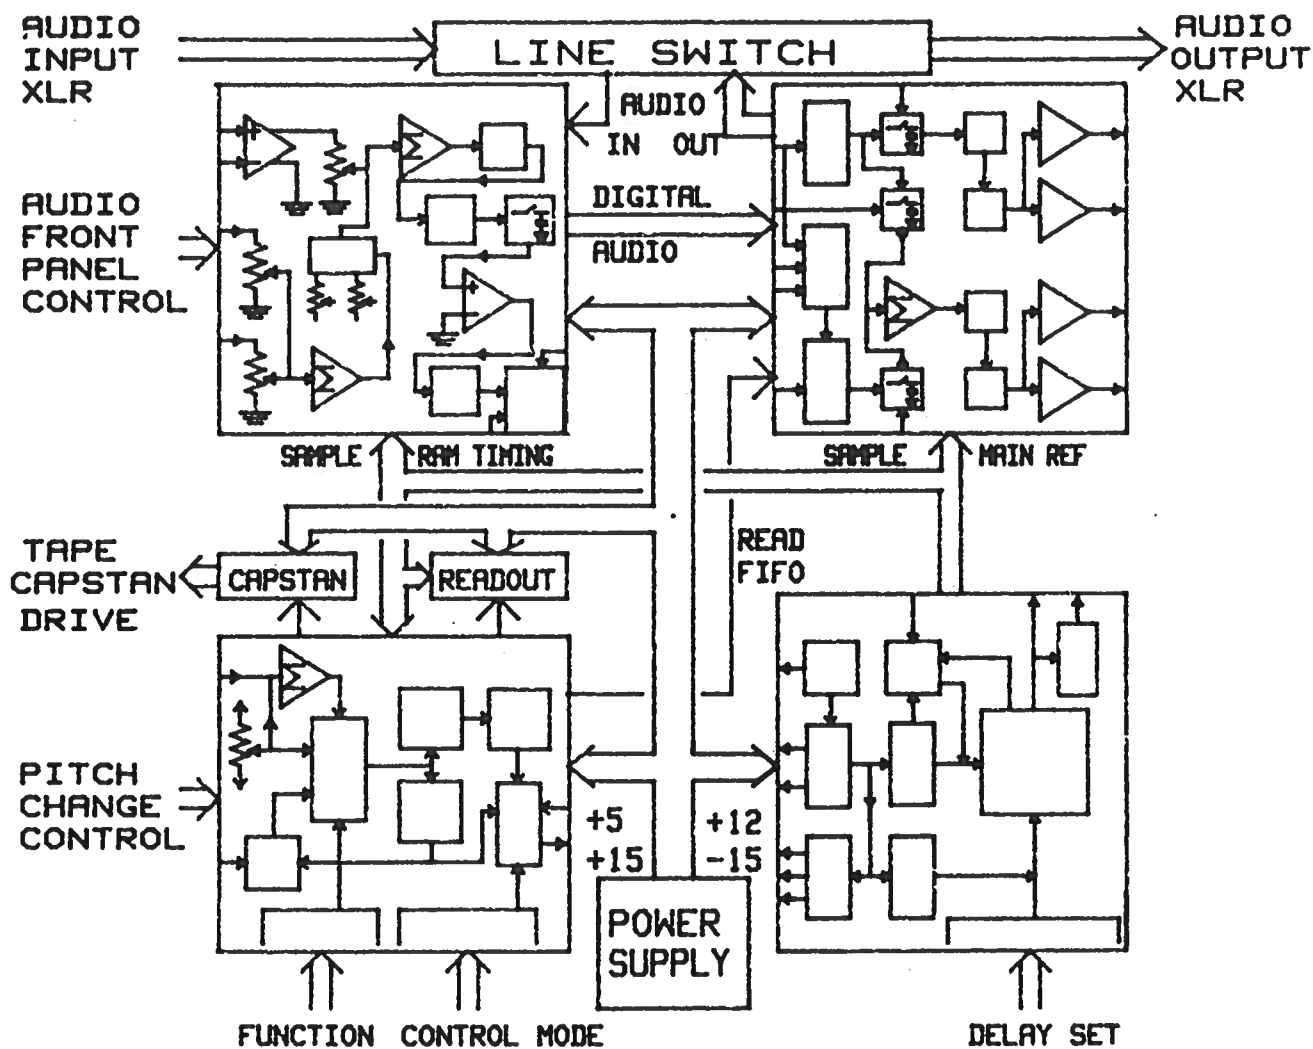 AUDIO
INPUT
XLR
LINE SWITCH
AUDIO
OUTPUT
XLR
AUDIO
IN OUT
AUDIO
FRONT
PANEL
CONTROL
DIGITAL
AUDIO
SAMPLE
RAM TIMING
SAMPLE
MAIN REF
TAPE
CAPSTAN
DRIVE
CAPSTAN
READOUT
READ
FIFO
PITCH
CHANGE
CONTROL
+5
+15
+12
-15
POWER
SUPPLY
FUNCTION
CONTROL MODE
DELAY SET